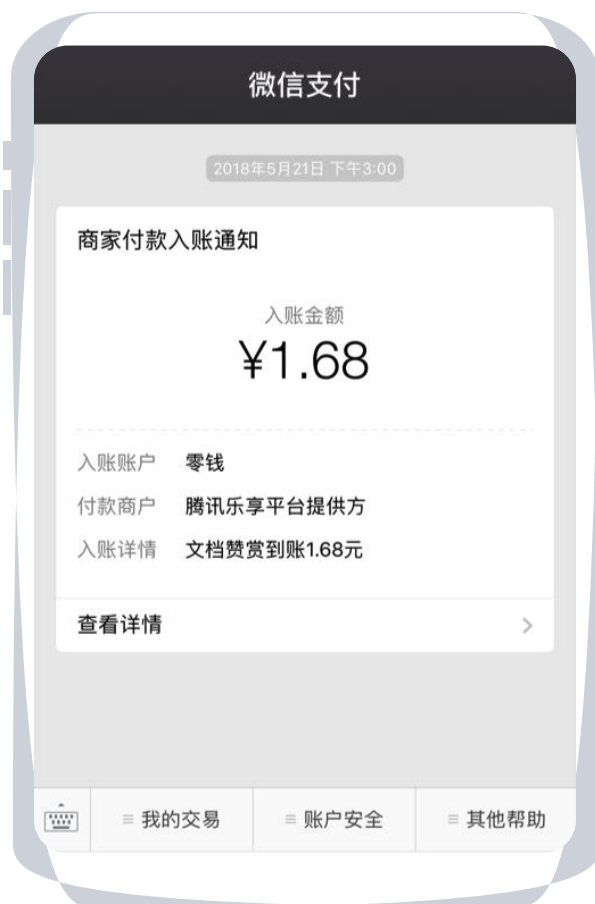 微信支付
2018年5月21日 下午3:00
商家付款入账通知
入账金额
¥1.68
入账账户 零钱
付款商户 腾讯乐享平台提供方
入账详情 文档赞赏到账1.68元
查看详情
我的交易 账户安全 其他帮助